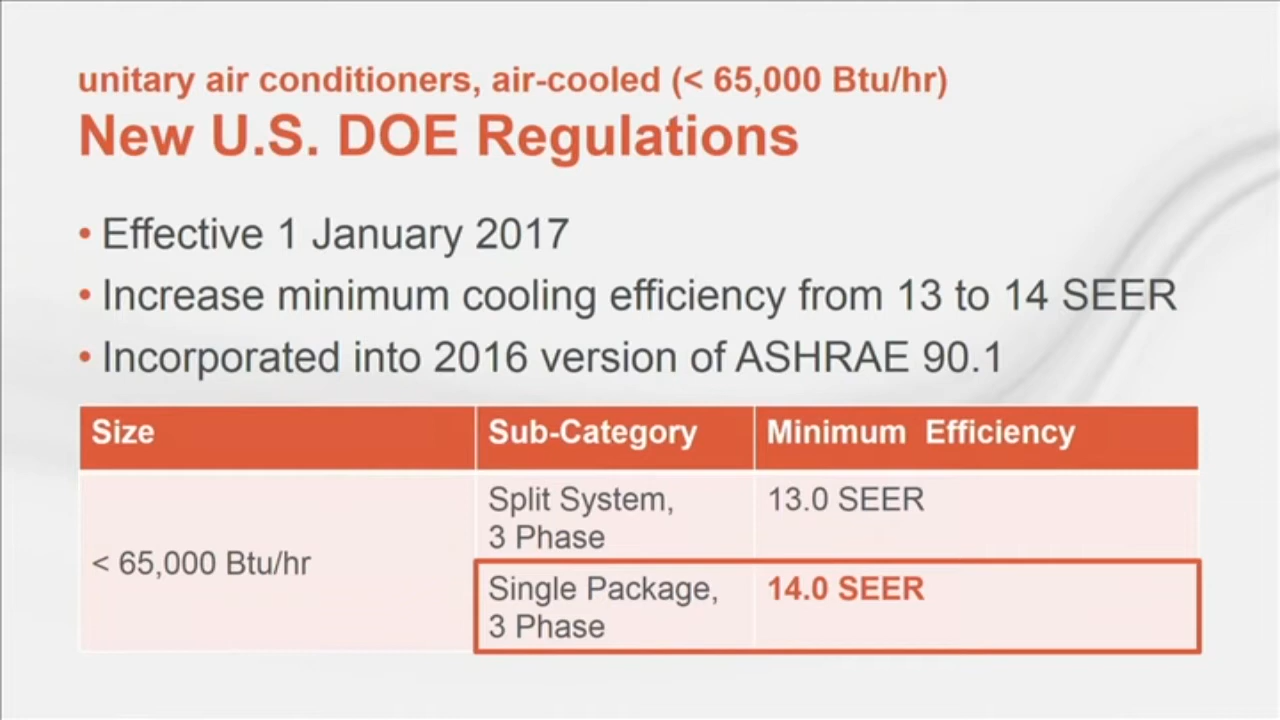 unitary air conditioners, air-cooled (< 65,000 Btu/hr)
New U.S. DOE Regulations
• Effective 1 January 2017
• Increase minimum cooling efficiency from 13 to 14 SEER
• Incorporated into 2016 version of ASHRAE 90.1
Size Sub-Category Minimum Efficiency
< 65,000 Btu/hr
Split System, 13.0 SEER
3 Phase
Single Package, 14.0 SEER
3 Phase